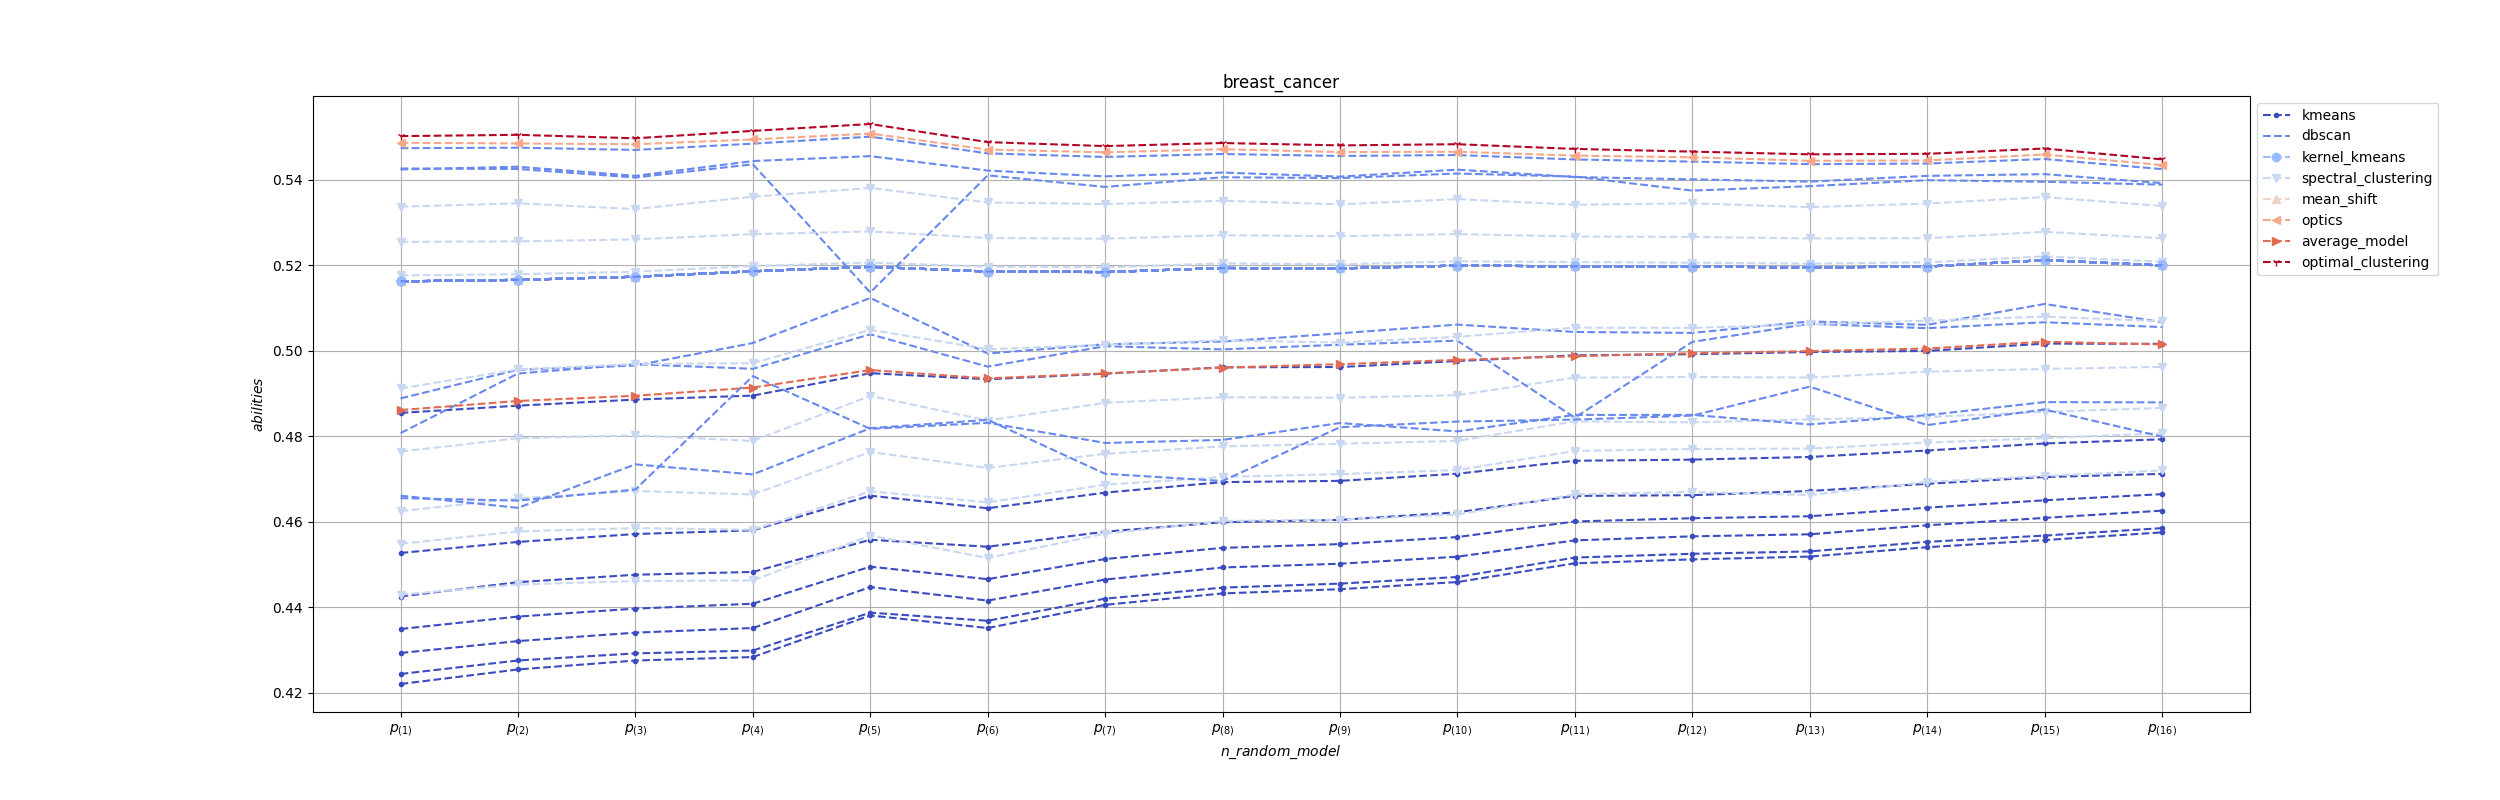 breast_cancer
abilities
0.54
0.52
0.50
0.48
0.46
0.44
0.42
p(1) p(2) p(3) p(4) p(5) p(6) p(7) p(8) p(9) p(10) p(11) p(12) p(13) p(14) p(15) p(16)
n_random_model
kmeans
dbscan
kernel_kmeans
spectral_clustering
mean_shift
optics
average_model
optimal_clustering